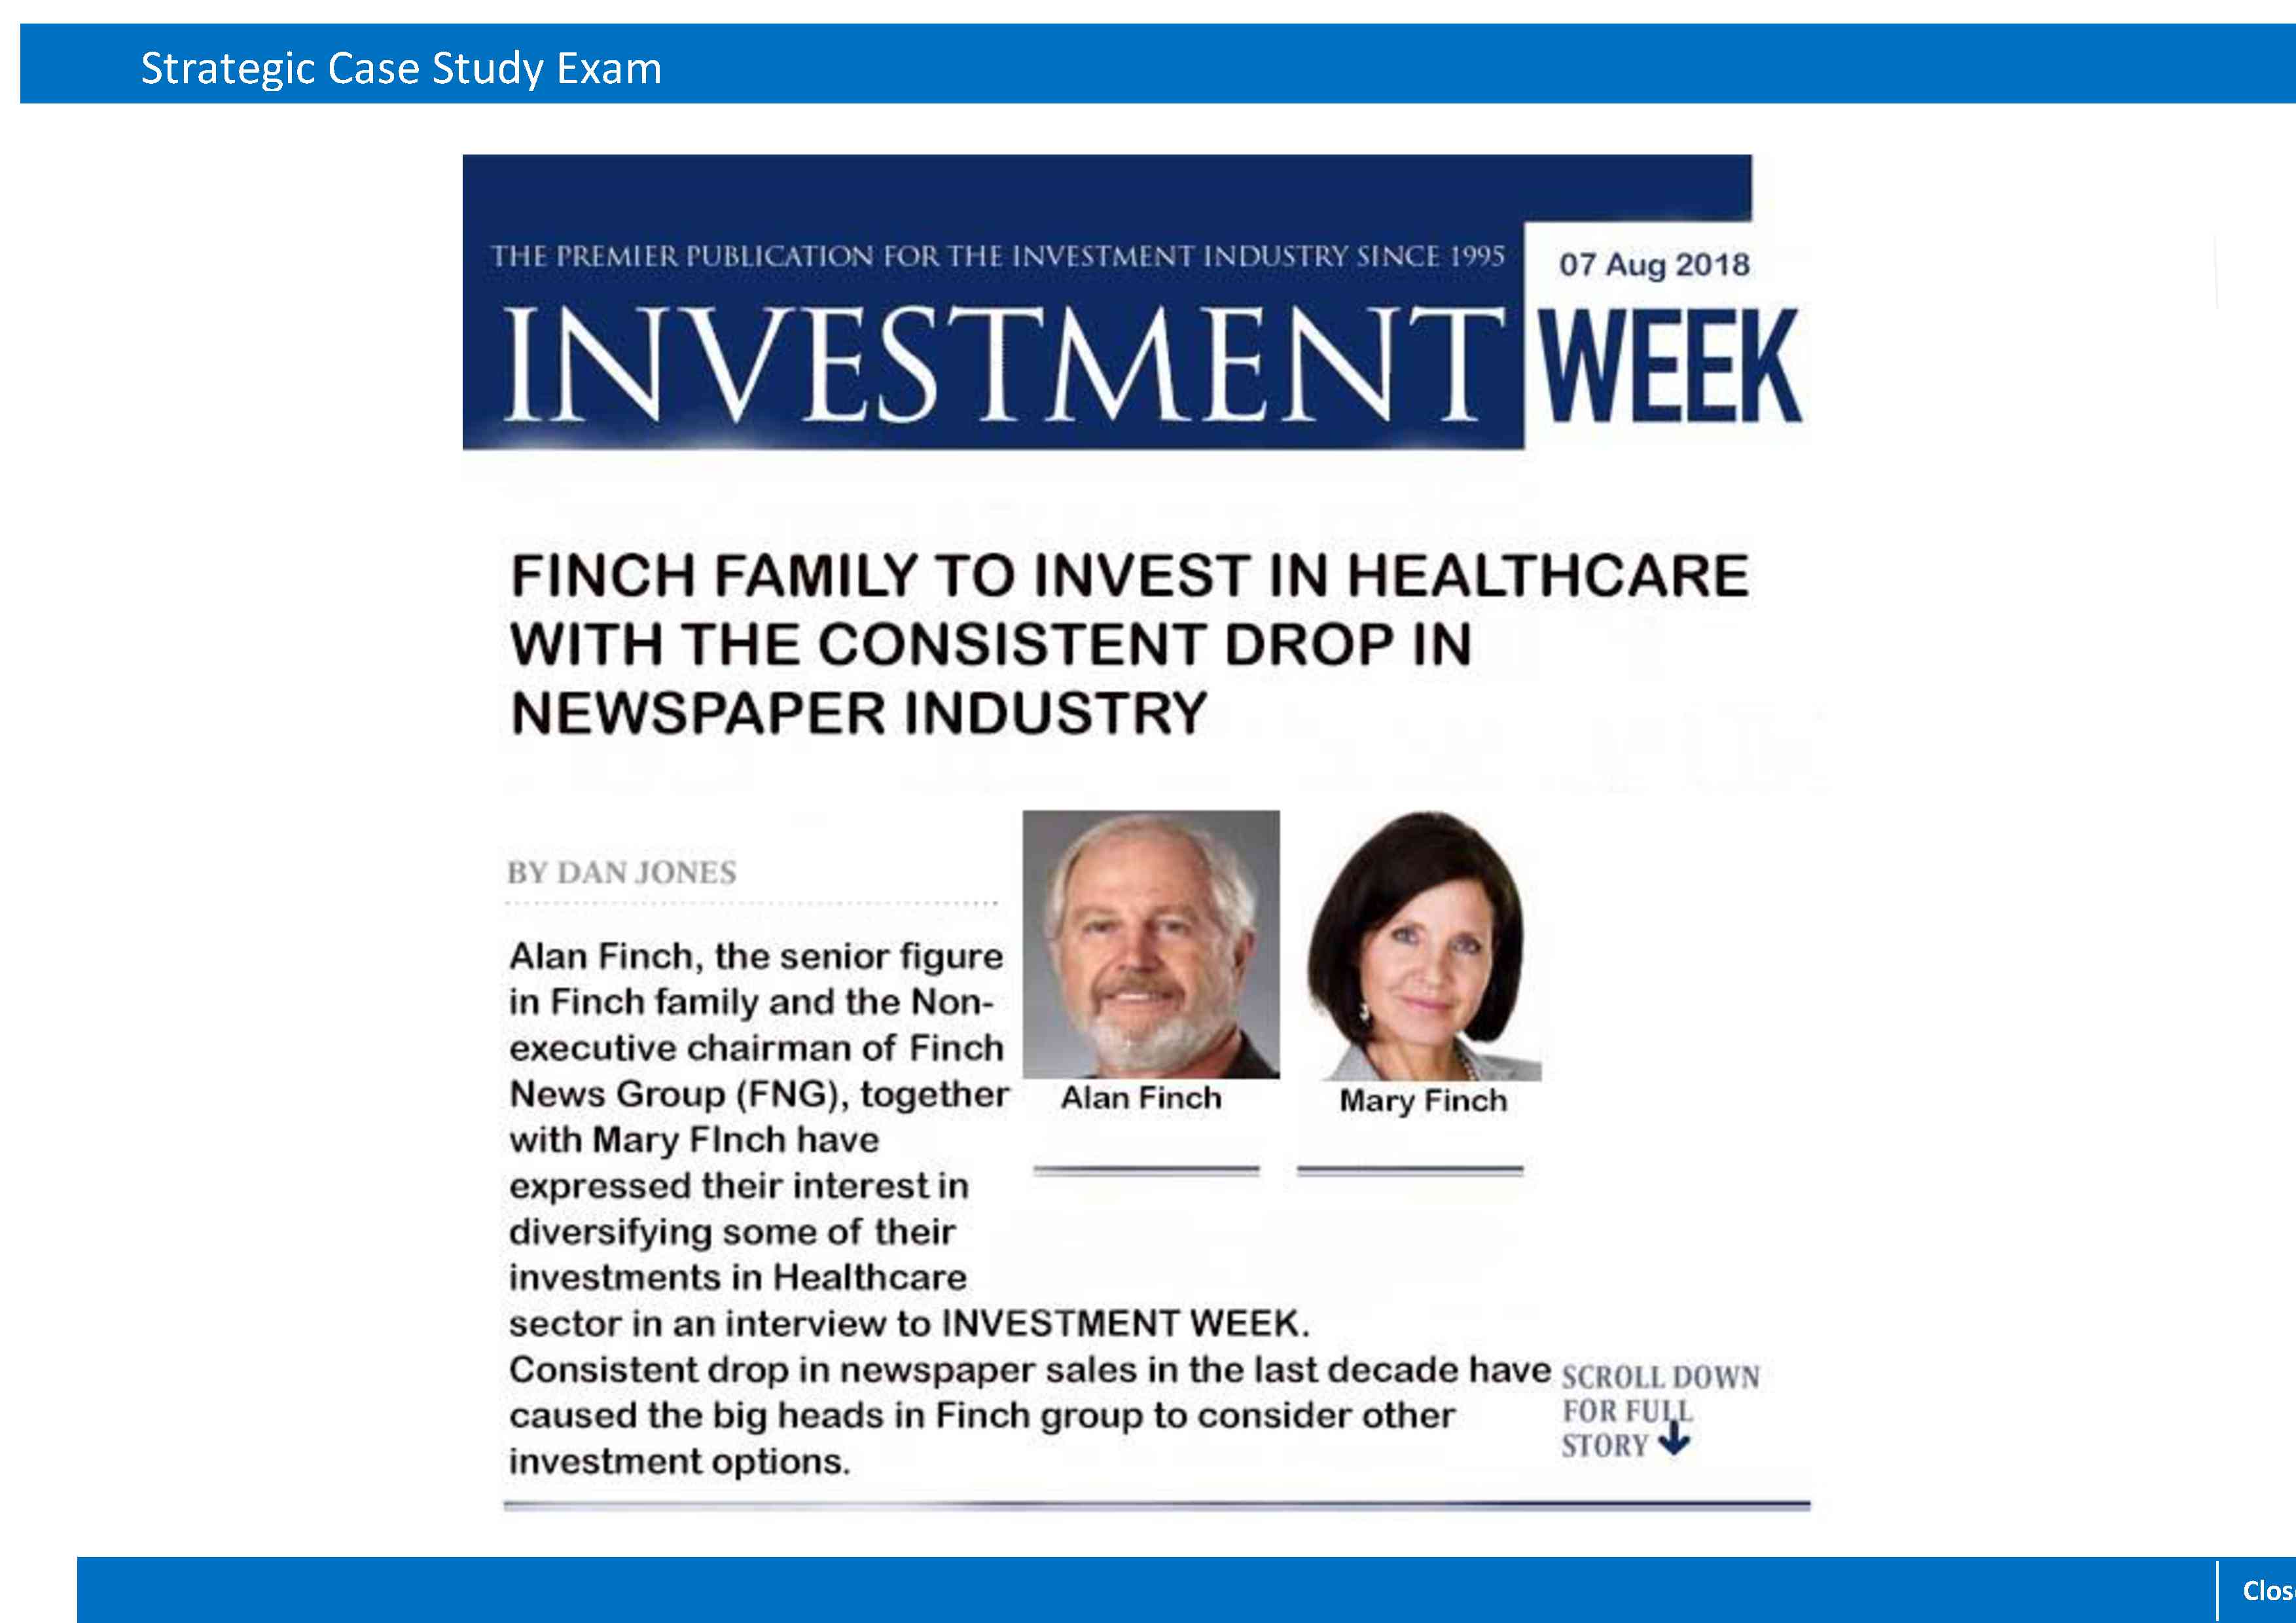 Strategic Case Study Exam
THE PREMIER PUBLICATION FOR THE INVESTMENT INDUSTRY SINCE 1995
07 Aug 2018
INVESTMENT WEEK
FINCH FAMILY TO INVEST IN HEALTHCARE
WITH THE CONSISTENT DROP IN
NEWSPAPER INDUSTRY
BY DAN JONES
Alan Finch, the senior figure
in Finch family and the Non-
executive chairman of Finch
News Group (FNG), together
with Mary FInch have
expressed their interest in
diversifying some of their
investments in Healthcare
sector in an interview to INVESTMENT WEEK.
Consistent drop in newspaper sales in the last decade have
caused the big heads in Finch group to consider other
investment options.
Alan Finch
Mary Finch
SCROLL DOWN
FOR FULL
STORY